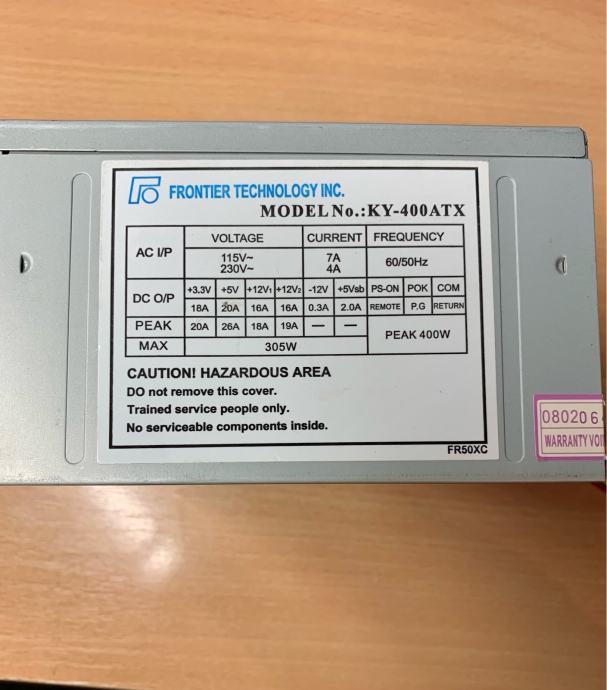 FRONTIER TECHNOLOGY INC.
MODEL No.:KY-400ATX
AC I/P VOLTAGE CURRENT FREQUENCY
115V~ 7A 60/50Hz
230V~ 4A
DC O/P +3.3V +5V +12V1 +12V2 -12V +5Vsb PS-ON POK COM
18A 20A 16A 16A 0.3A 2.0A REMOTE P.G RETURN
PEAK 20A 26A 18A 19A — — PEAK 400W
MAX 305W
CAUTION! HAZARDOUS AREA
DO not remove this cover.
Trained service people only.
No serviceable components inside.
FR50XC
080206
WARRANTY VOI